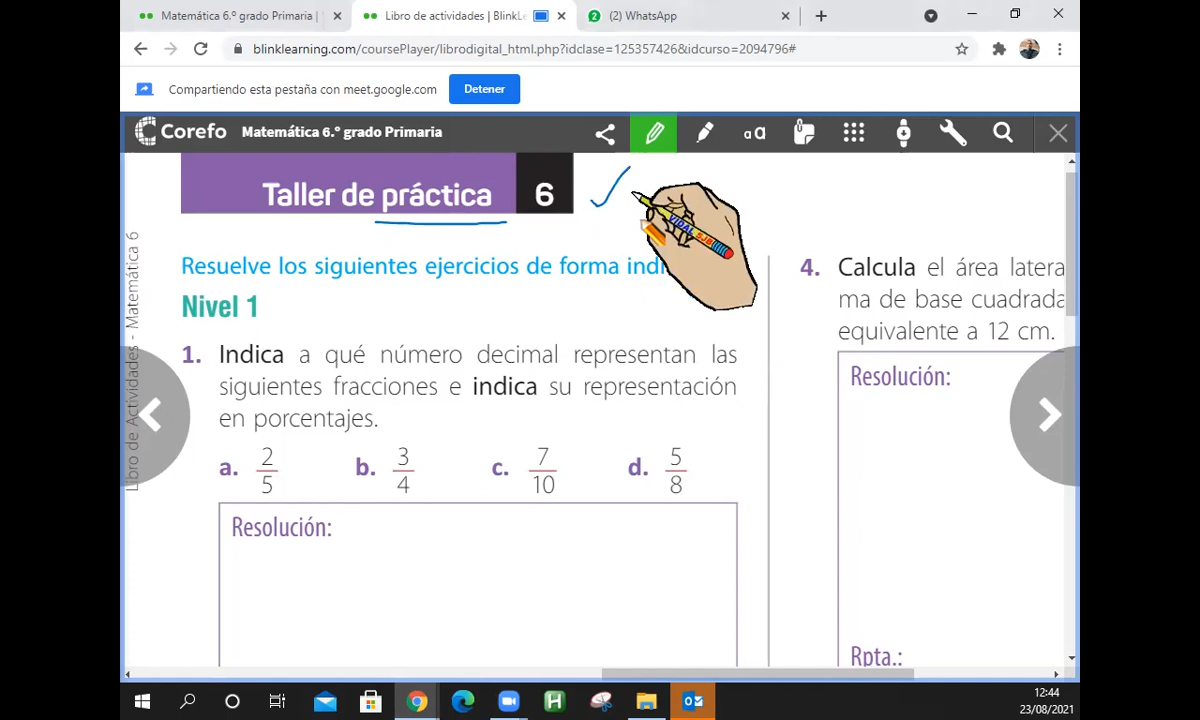 Matemática 6.º grado Primaria |
Libro de actividades | BlinkLe
2
(2) WhatsApp
blinklearning.com/coursePlayer/librodigital_html.php?idclase=125357426&idcurso=2094796#
Compartiendo esta pestaña con meet.google.com
Detener
Corefo
Matemática 6.º grado Primaria
aa
Taller de práctica 6
VIDAL SJB
Resuelve los siguientes ejercicios de forma indi
Nivel 1
1. Indica a qué número decimal representan las
siguientes fracciones e indica su representación
en porcentajes.
a. 2/5 b. 3/4 c. 7/10 d. 5/8
Resolución:
4. Calcula el área latera
ma de base cuadrada
equivalente a 12 cm.
Resolución:
Rpta.:
Libro de Actividades - Matemática 6
H
12:44
23/08/2021